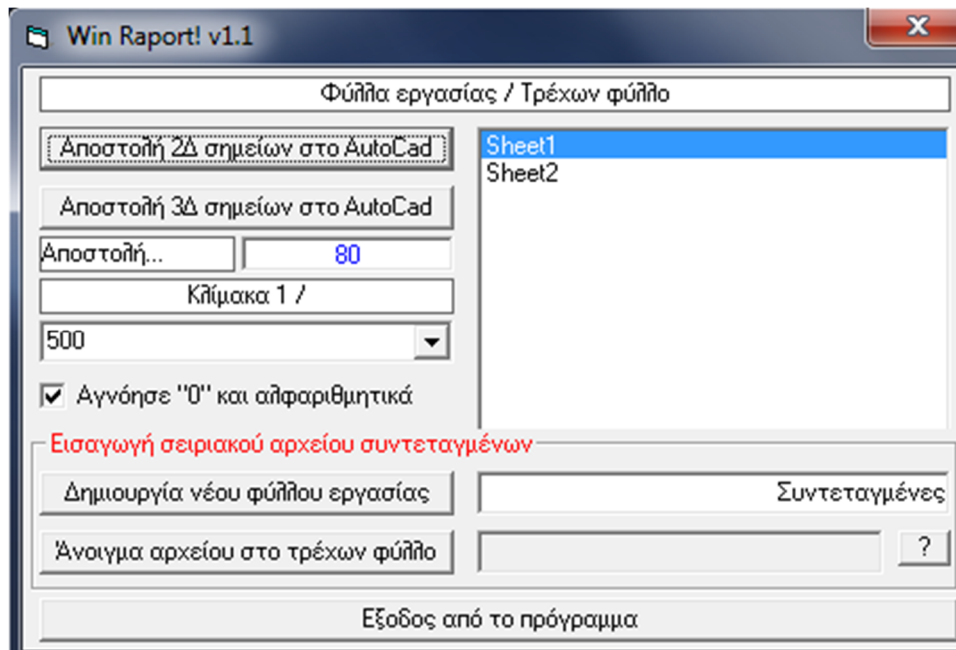 Win Raport! v1.1
Φύλλα εργασίας / Τρέχων φύλλο
Αποστολή 2Δ σημείων στο AutoCad
Sheet1
Sheet2
Αποστολή 3Δ σημείων στο AutoCad
Αποστολή... 80
Κλίμακα 1 /
500
Αγνόησε "0" και αλφαριθμητικά
Εισαγωγή σειριακού αρχείου συντεταγμένων
Δημιουργία νέου φύλλου εργασίας Συντεταγμένες
Άνοιγμα αρχείου στο τρέχων φύλλο ?
Εξοδος από το πρόγραμμα